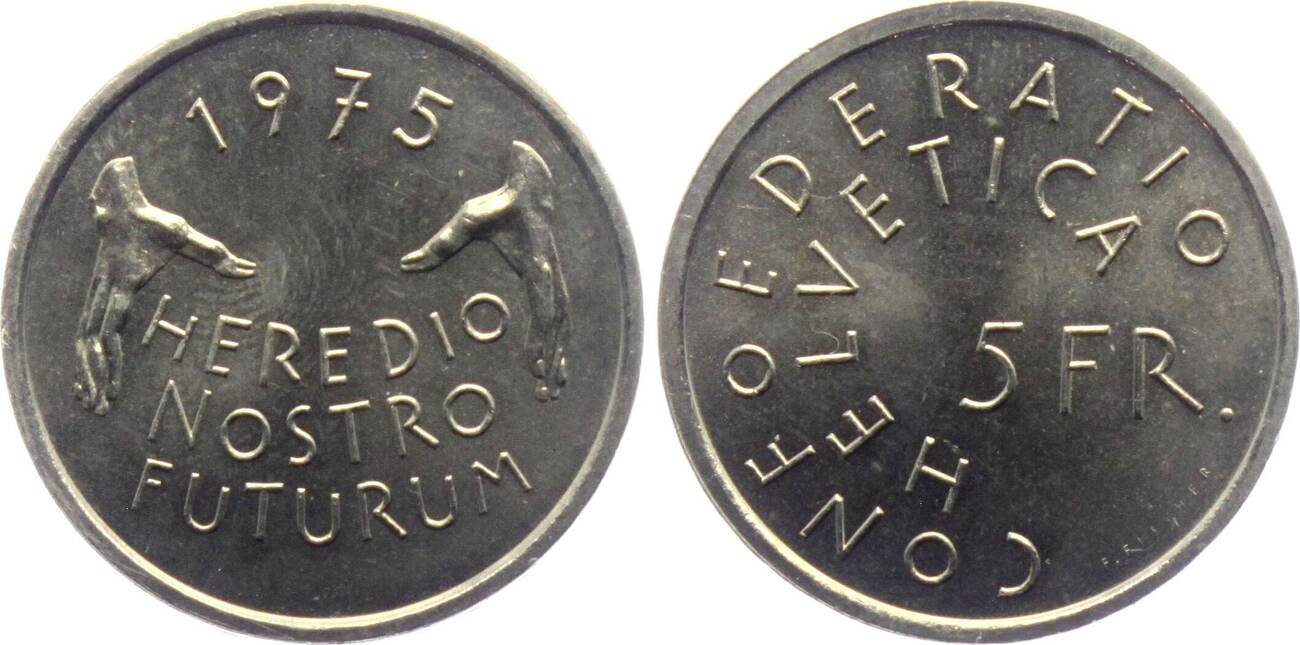 1975
HEREDIO
NOSTRO
FUTURUM
CONFOEDERATIO
HELVETICA
5 FR.